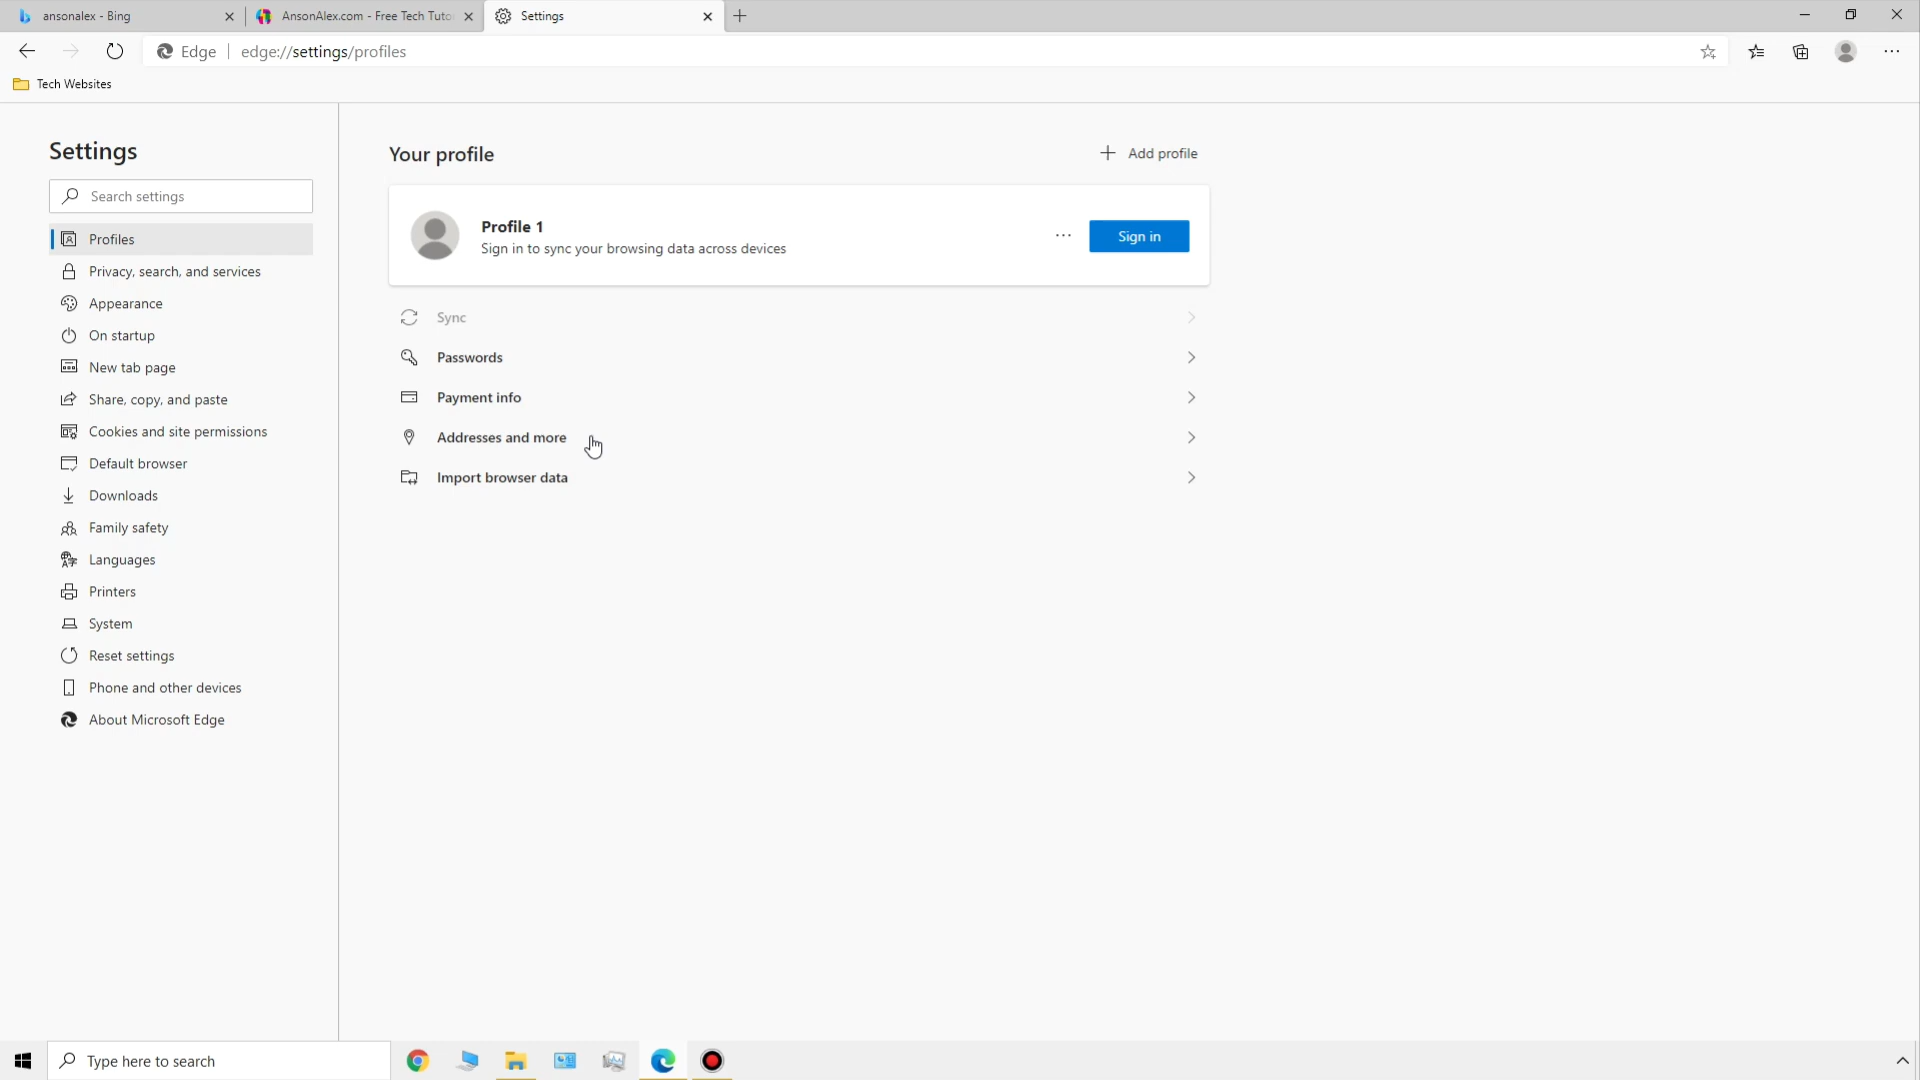 ansonalex - Bing
AnsonAlex.com - Free Tech Tuto
Settings
Edge | edge://settings/profiles
Tech Websites
Settings
Search settings
Profiles
Privacy, search, and services
Appearance
On startup
New tab page
Share, copy, and paste
Cookies and site permissions
Default browser
Downloads
Family safety
Languages
Printers
System
Reset settings
Phone and other devices
About Microsoft Edge
Your profile
Add profile
Profile 1
Sign in to sync your browsing data across devices
Sign in
Sync
Passwords
Payment info
Addresses and more
Import browser data
Type here to search